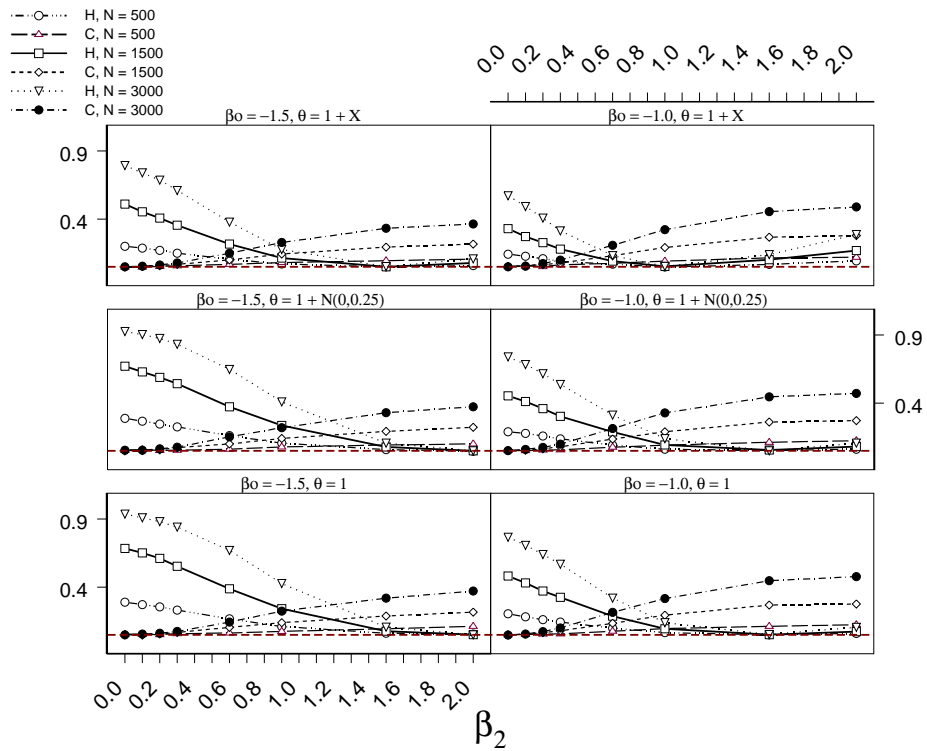 H, N = 500
C, N = 500
H, N = 1500
C, N = 1500
H, N = 3000
C, N = 3000
0.0 0.2 0.4 0.6 0.8 1.0 1.2 1.4 1.6 1.8 2.0
βo = −1.5, θ = 1 + X
βo = −1.0, θ = 1 + X
0.9
0.4
βo = −1.5, θ = 1 + N(0,0.25)
βo = −1.0, θ = 1 + N(0,0.25)
0.9
0.4
βo = −1.5, θ = 1
βo = −1.0, θ = 1
0.9
0.4
0.0 0.2 0.4 0.6 0.8 1.0 1.2 1.4 1.6 1.8 2.0
β2